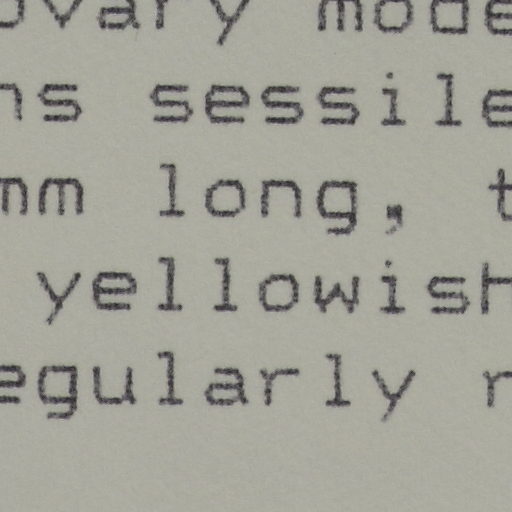 ovary mode
ns sessile
mm long, t
yellowish
egularly r